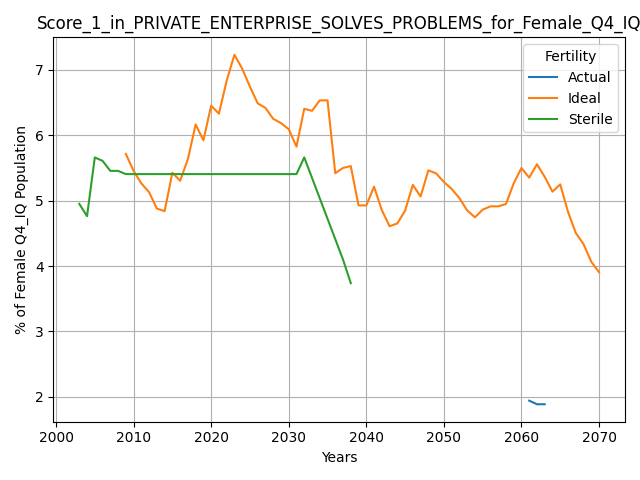 Score_1_in_PRIVATE_ENTERPRISE_SOLVES_PROBLEMS_for_Female_Q4_IQ
Fertility
Actual
Ideal
Sterile
% of Female Q4_IQ Population
7
6
5
4
3
2
2000 2010 2020 2030 2040 2050 2060 2070
Years